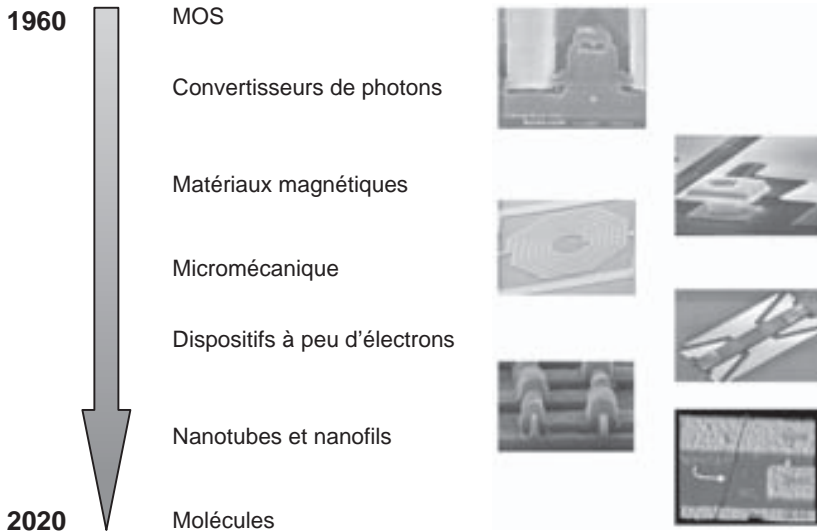 1960
MOS
Convertisseurs de photons
Matériaux magnétiques
Micromécanique
Dispositifs à peu d’électrons
Nanotubes et nanofils
2020
Molécules